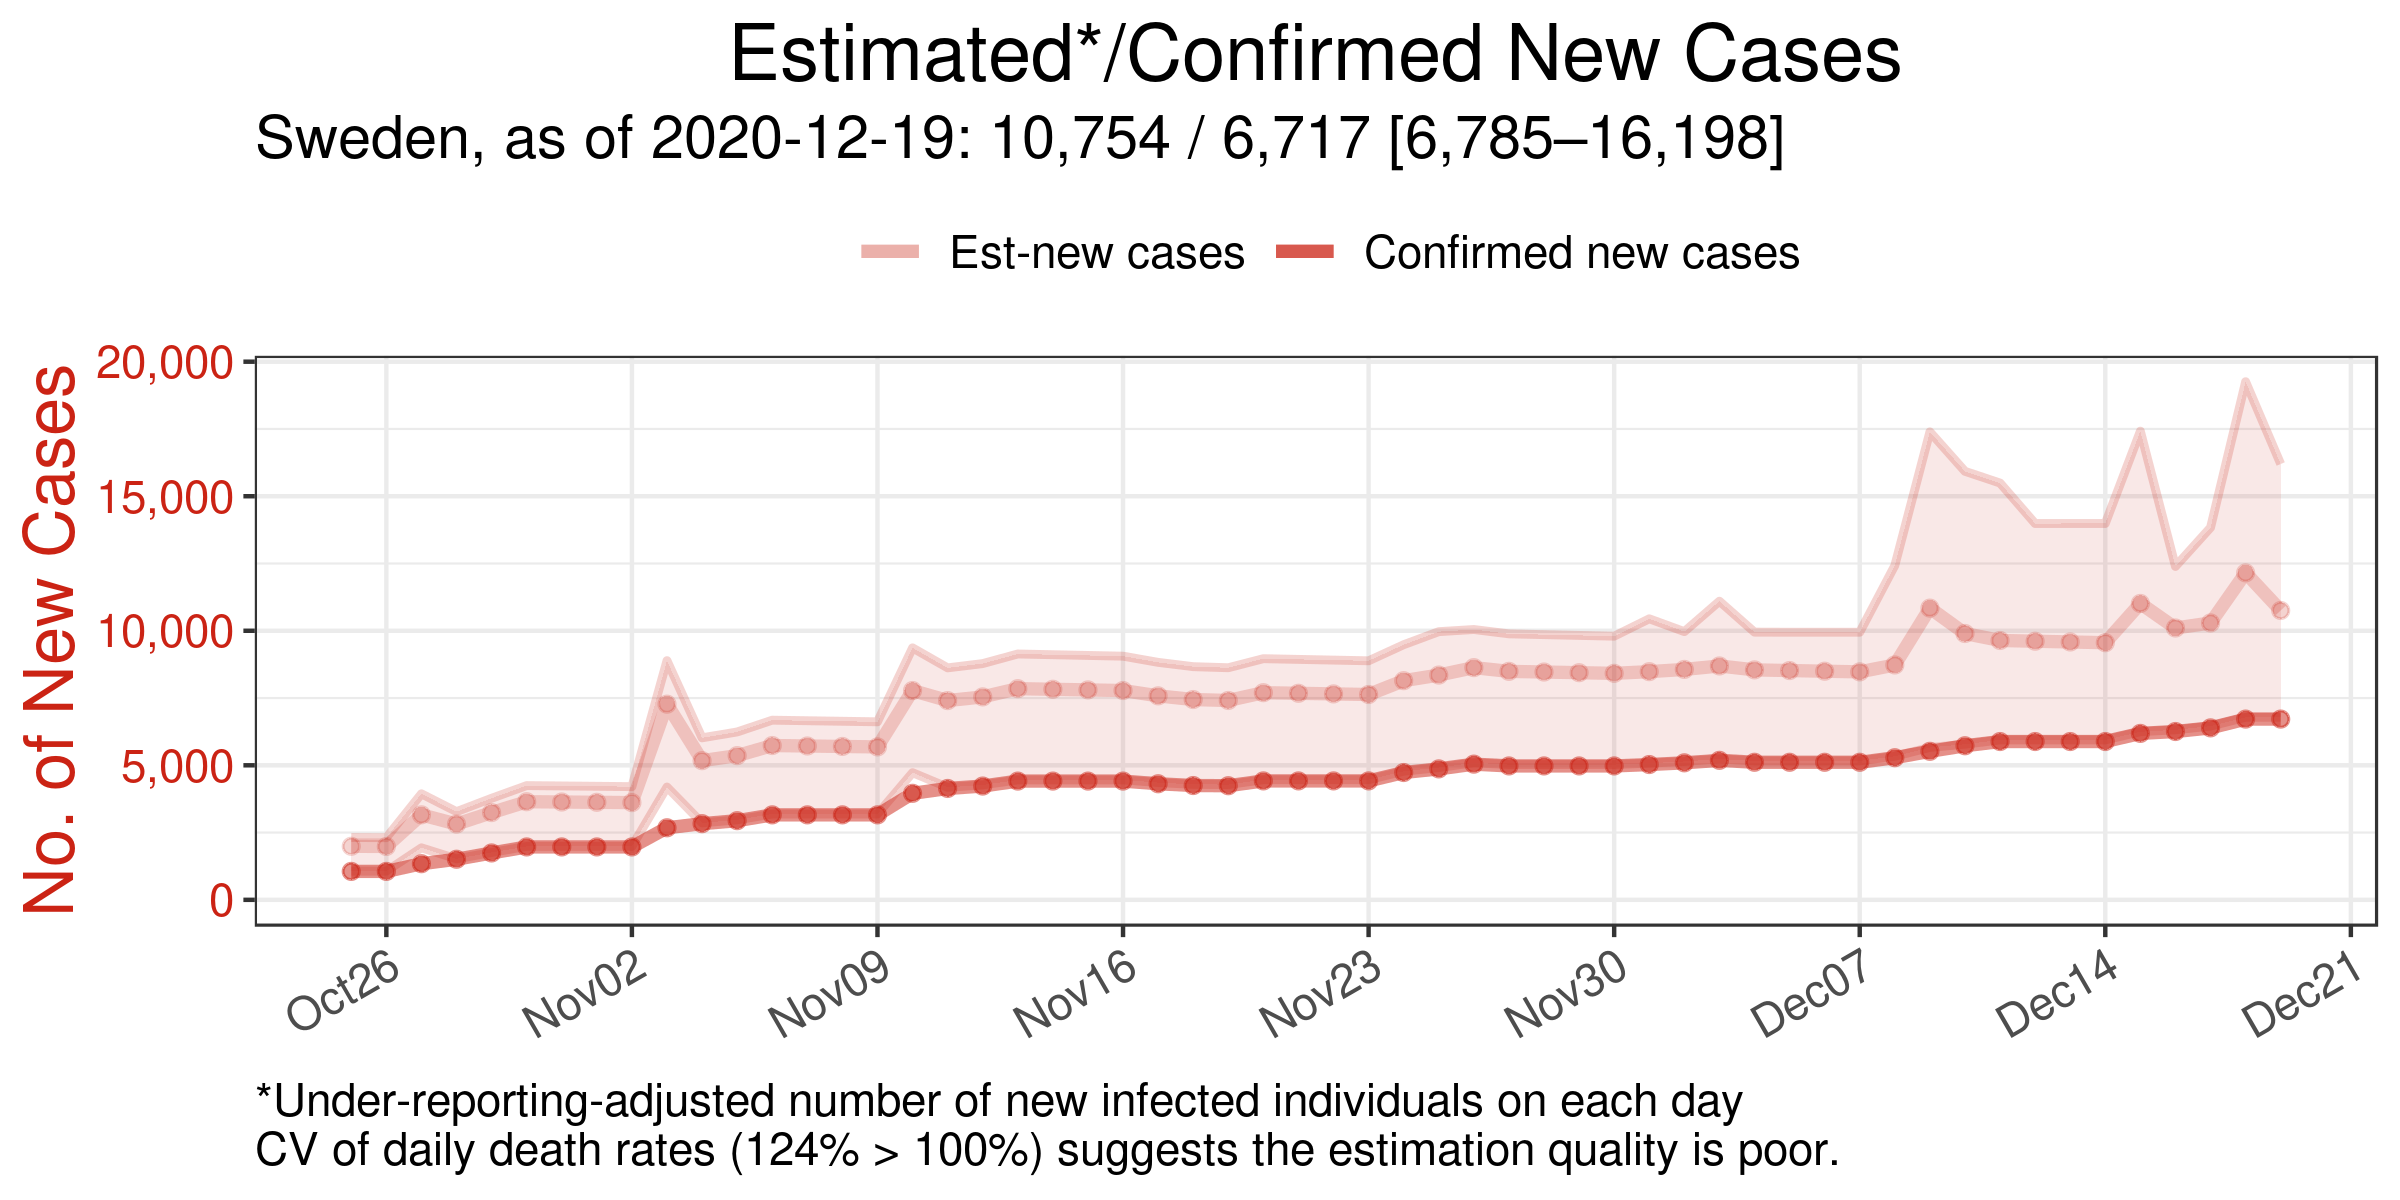 Estimated*/Confirmed New Cases
Sweden, as of 2020-12-19: 10,754 / 6,717 [6,785–16,198]
Est-new cases Confirmed new cases
No. of New Cases
20,000
15,000
10,000
5,000
0
Oct26 Nov02 Nov09 Nov16 Nov23 Nov30 Dec07 Dec14 Dec21
*Under-reporting-adjusted number of new infected individuals on each day
CV of daily death rates (124% > 100%) suggests the estimation quality is poor.